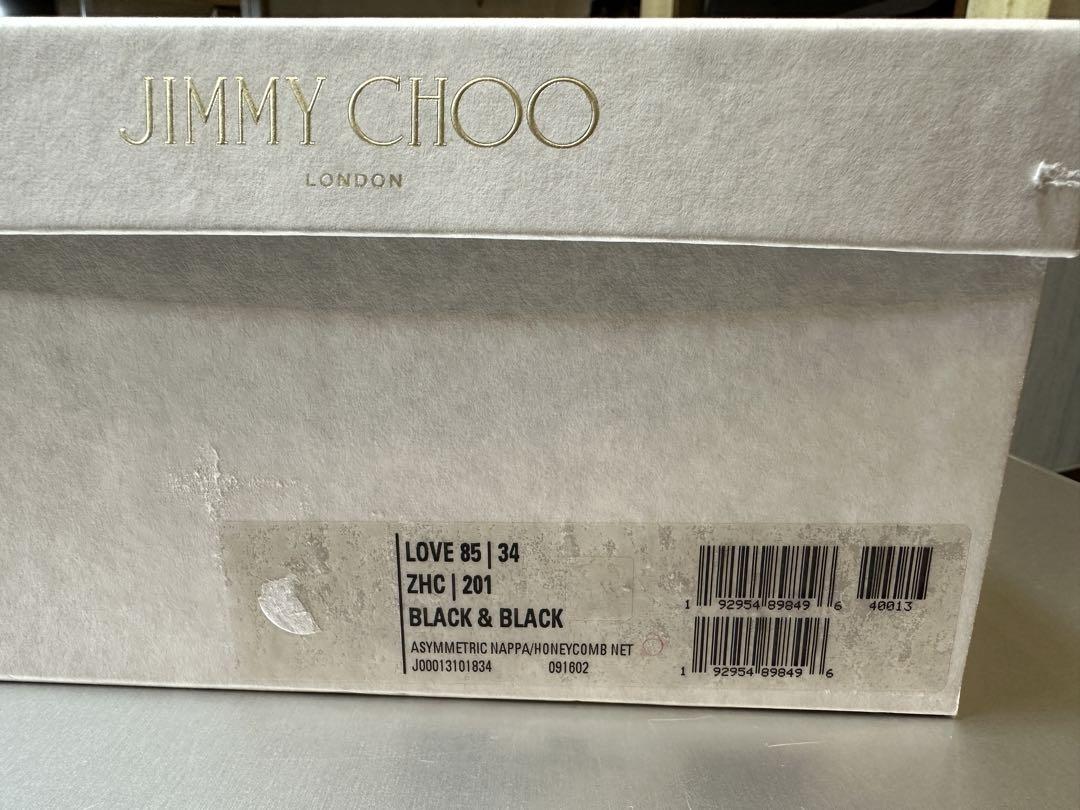 JIMMY CHOO
LONDON
LOVE 85 | 34
ZHC | 201
BLACK & BLACK
ASYMMETRIC NAPPA/HONEYCOMB NET
J00013101834 091602
1 92954 89849 6 40013
1 92954 89849 6